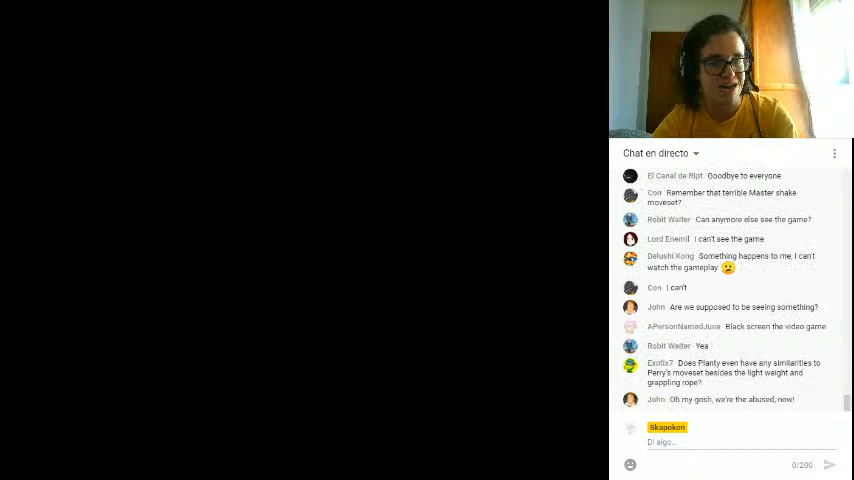 Chat en directo
El Canal de Ript Goodbye to everyone
Con Remember that terrible Master shake
moveset?
Robit Waiter Can anymore else see the game?
Lord Enemil I can't see the game
Delushi Kong Something happens to me, I can't
watch the gameplay
Con I can't
John Are we supposed to be seeing something?
APersonNamedJune Black screen the video game
Robit Waiter Yea
Exotix7 Does Planty even have any similarities to
Perry's moveset besides the light weight and
grappling rope?
John Oh my gosh, we're the abused, now!
Skapokon
Di algo...
0/200